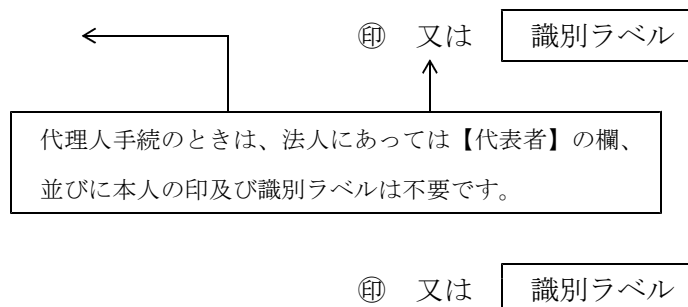 ㊞ 又は 識別ラベル
代理人手続のときは、法人にあっては【代表者】の欄、
並びに本人の印及び識別ラベルは不要です。
㊞ 又は 識別ラベル